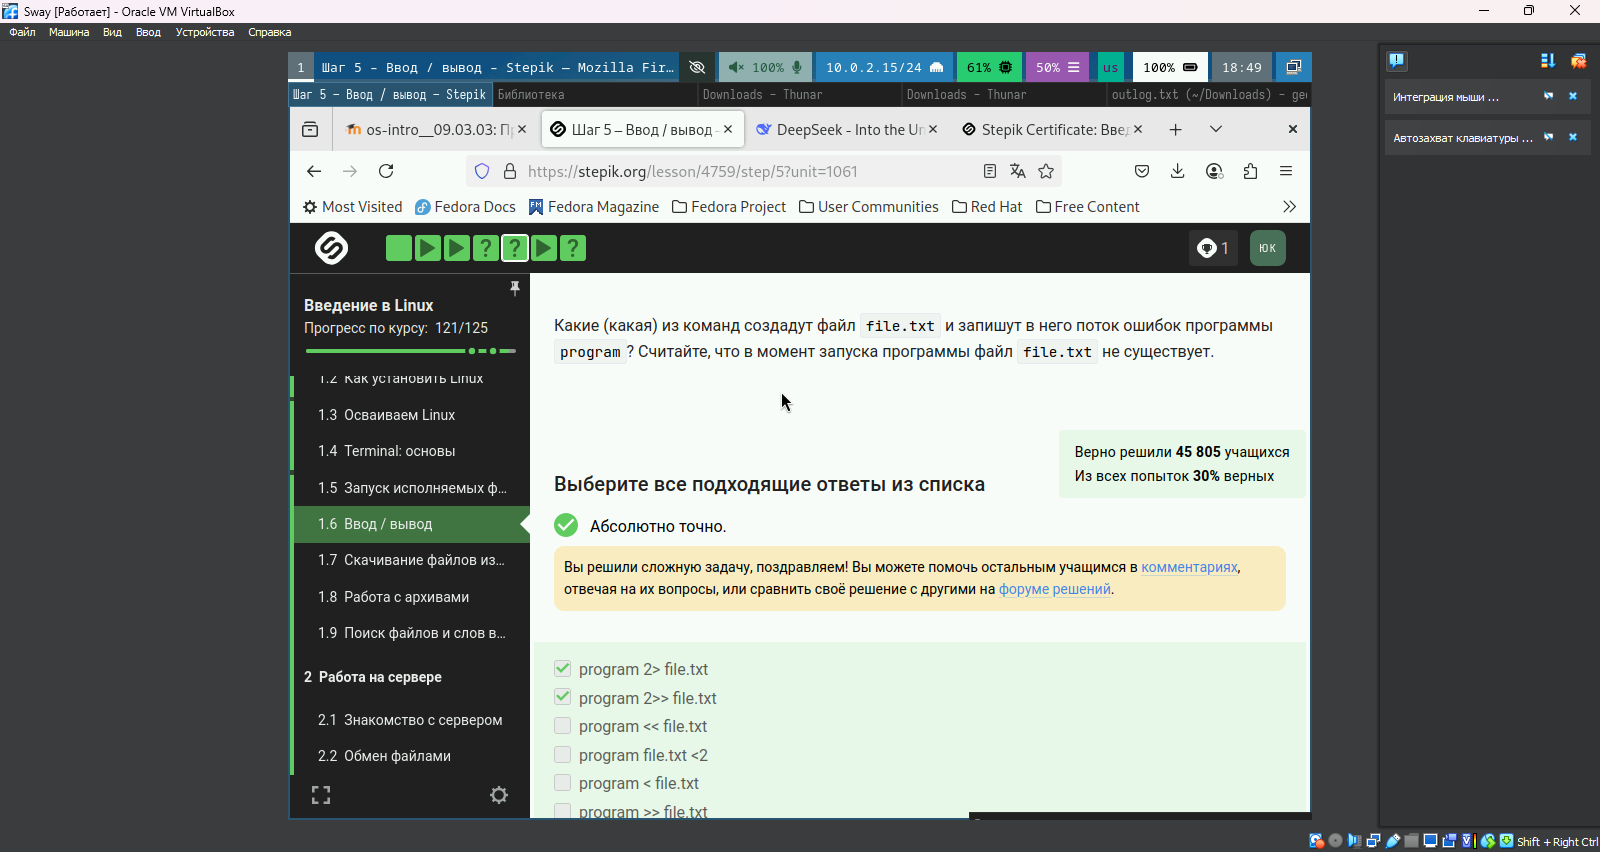 Sway [Работает] - Oracle VM VirtualBox
Файл Машина Вид Ввод Устройства Справка
1 Шаг 5 - Ввод / вывод - Stepik — Mozilla Fir… 100% 10.0.2.15/24 61% 50% us 100% 18:49
Шаг 5 - Ввод / вывод - Stepik Библиотека Downloads - Thunar Downloads - Thunar outlog.txt (~/Downloads) -
os-intro__09.03.03: Шаг 5 – Ввод / вывод DeepSeek - Into the Un Stepik Certificate: Введ
https://stepik.org/lesson/4759/step/5?unit=1061
Most Visited Fedora Docs Fedora Magazine Fedora Project User Communities Red Hat Free Content
? ? ? 1 ЮК
Введение в Linux
Прогресс по курсу: 121/125
1.2 Как установить Linux
1.3 Осваиваем Linux
1.4 Terminal: основы
1.5 Запуск исполняемых ф...
1.6 Ввод / вывод
1.7 Скачивание файлов из...
1.8 Работа с архивами
1.9 Поиск файлов и слов в...
2 Работа на сервере
2.1 Знакомство с сервером
2.2 Обмен файлами
Какие (какая) из команд создадут файл file.txt и запишут в него поток ошибок программы
program ? Считайте, что в момент запуска программы файл file.txt не существует.
Верно решили 45 805 учащихся
Из всех попыток 30% верных
Выберите все подходящие ответы из списка
Абсолютно точно.
Вы решили сложную задачу, поздравляем! Вы можете помочь остальным учащимся в комментариях,
отвечая на их вопросы, или сравнить своё решение с другими на форуме решений.
program 2> file.txt
program 2>> file.txt
program << file.txt
program file.txt <2
program < file.txt
program >> file.txt
Интеграция мыши ...
Автозахват клавиатуры ...
Shift + Right Ctrl